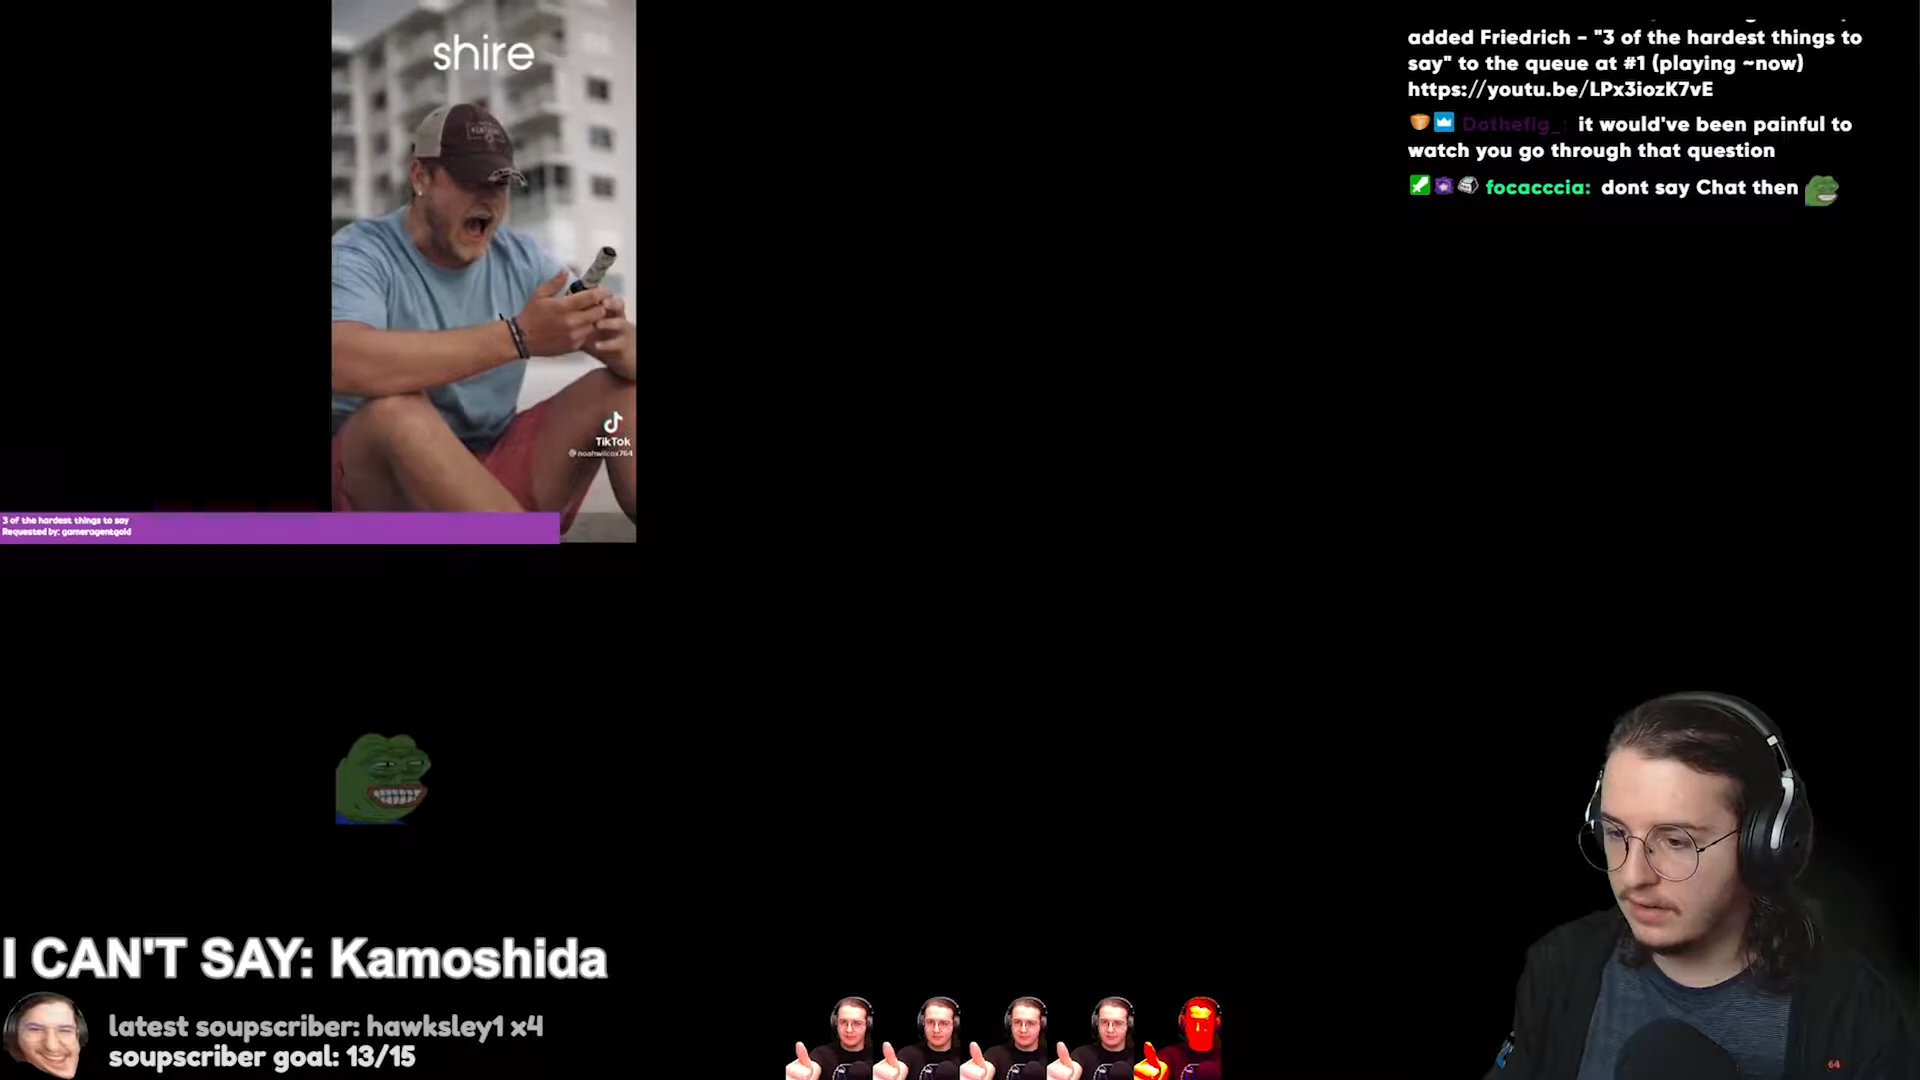 shire
TikTok
@noahwilcox764
3 of the hardest things to say
Requested by: gameragentgold
added Friedrich - "3 of the hardest things to
say" to the queue at #1 (playing ~now)
https://youtu.be/LPx3iozK7vE
Dothefig_: it would've been painful to
watch you go through that question
focacccia: dont say Chat then
I CAN'T SAY: Kamoshida
latest soupscriber: hawksley1 x4
soupscriber goal: 13/15
64